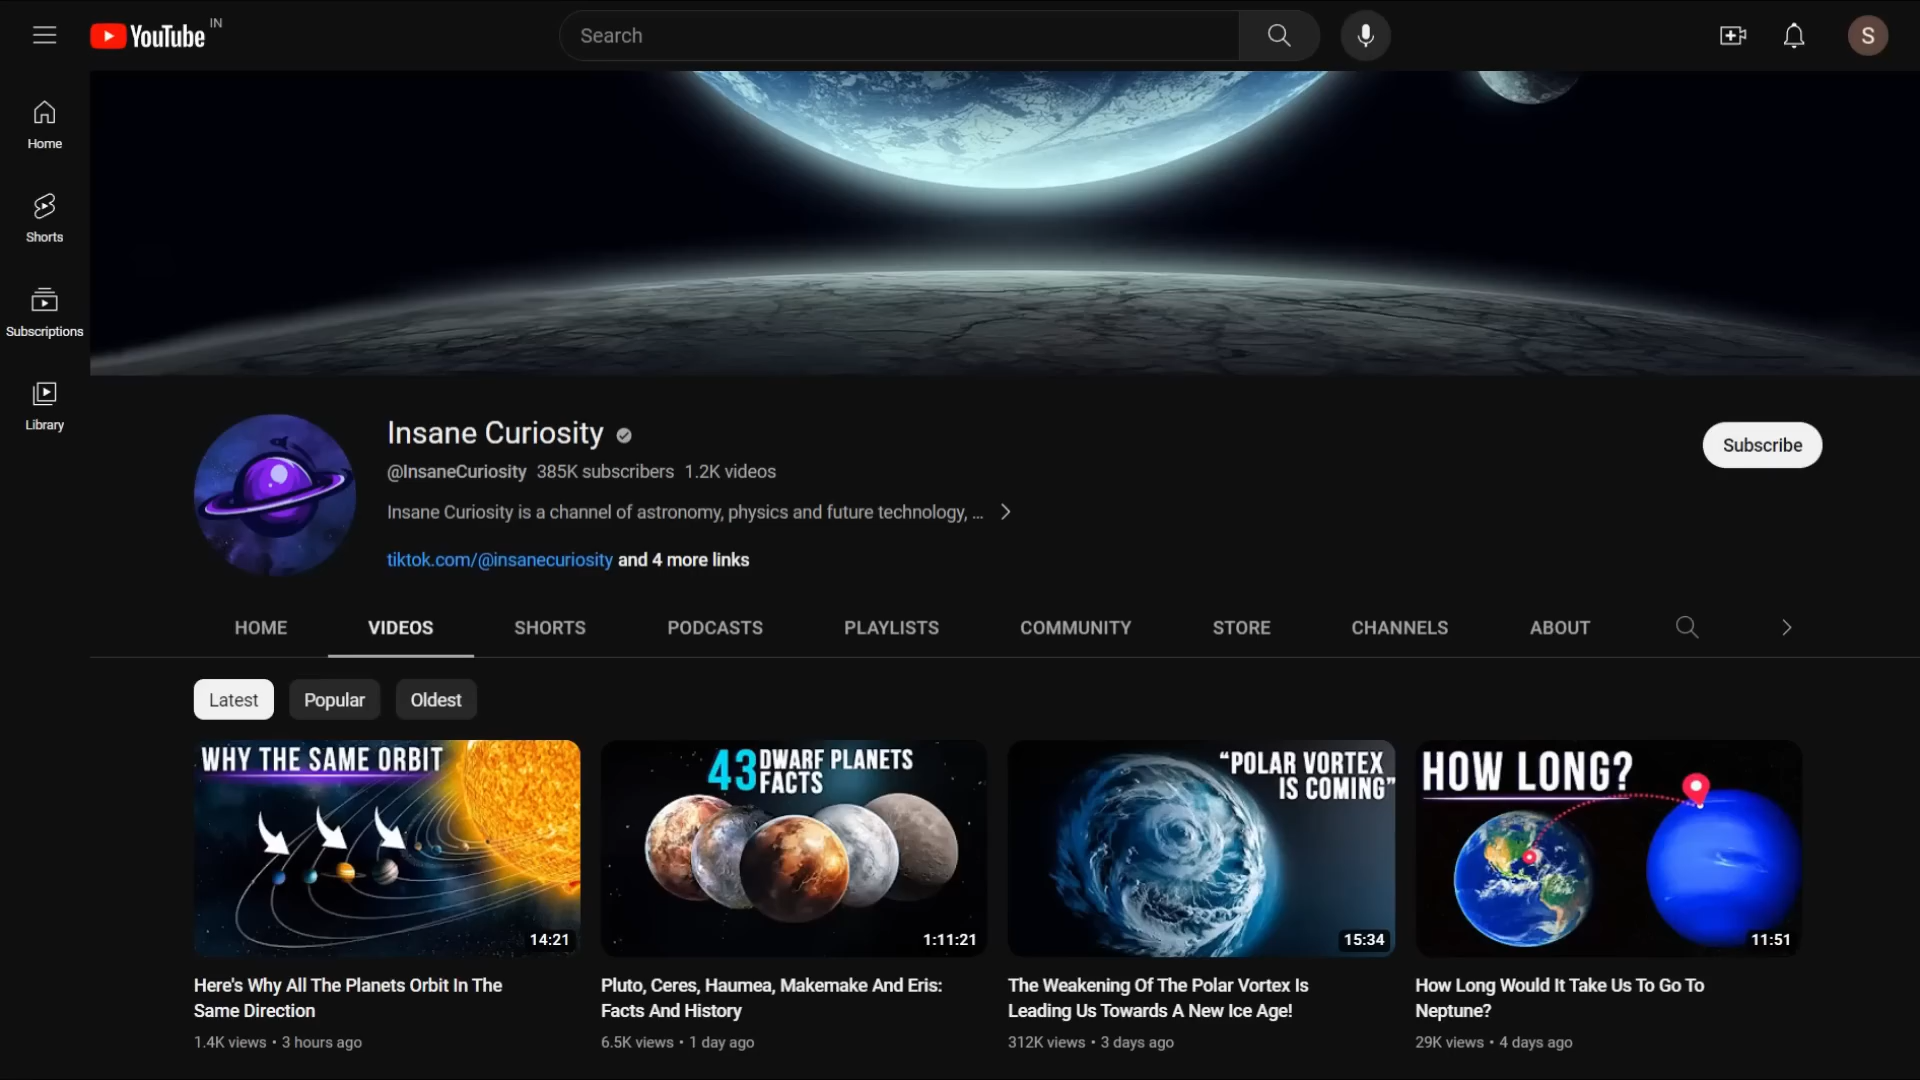 YouTube IN
Search
S
Home
Shorts
Subscriptions
Library
Insane Curiosity
@InsaneCuriosity 385K subscribers 1.2K videos
Insane Curiosity is a channel of astronomy, physics and future technology, ...
tiktok.com/@insanecuriosity and 4 more links
Subscribe
HOME VIDEOS SHORTS PODCASTS PLAYLISTS COMMUNITY STORE CHANNELS ABOUT
Latest Popular Oldest
WHY THE SAME ORBIT
14:21
Here's Why All The Planets Orbit In The
Same Direction
1.4K views • 3 hours ago
43 DWARF PLANETS
FACTS
1:11:21
Pluto, Ceres, Haumea, Makemake And Eris:
Facts And History
6.5K views • 1 day ago
“POLAR VORTEX
IS COMING”
15:34
The Weakening Of The Polar Vortex Is
Leading Us Towards A New Ice Age!
312K views • 3 days ago
HOW LONG?
11:51
How Long Would It Take Us To Go To
Neptune?
29K views • 4 days ago